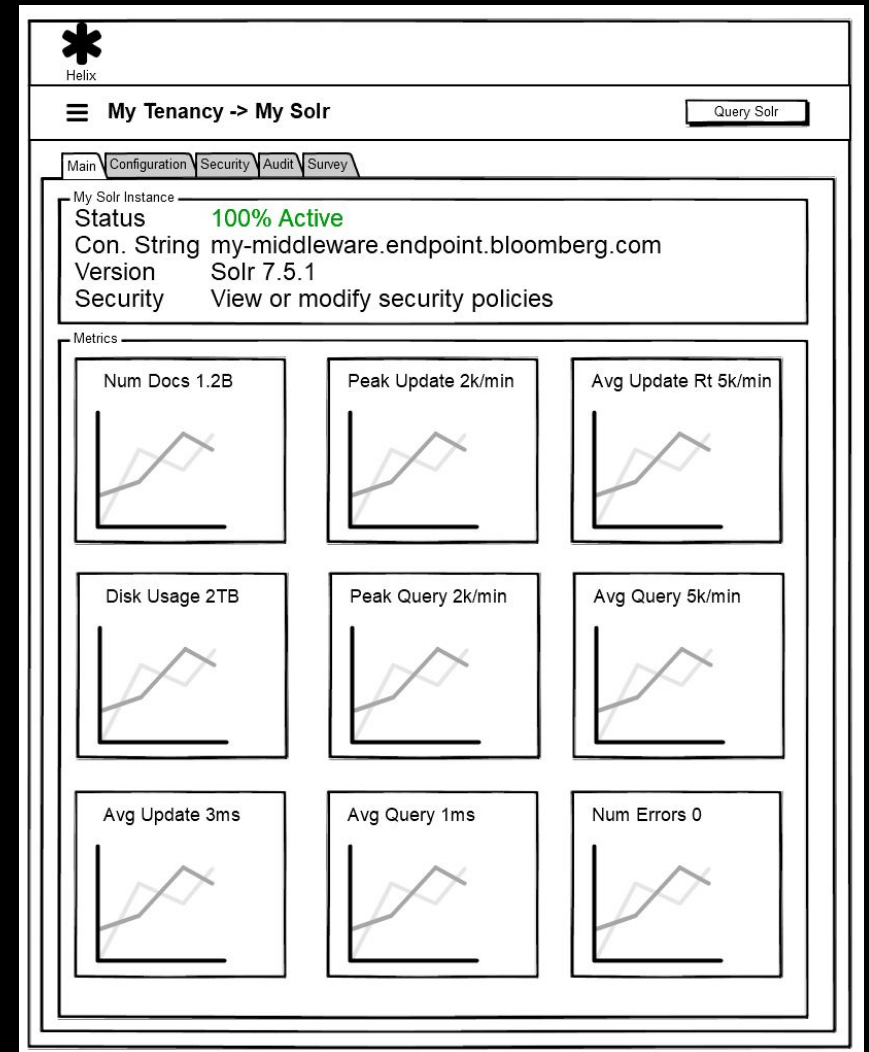 Helix
My Tenancy -> My Solr
Query Solr
Main Configuration Security Audit Survey
My Solr Instance
Status 100% Active
Con. String my-middleware.endpoint.bloomberg.com
Version Solr 7.5.1
Security View or modify security policies
Metrics
Num Docs 1.2B
Peak Update 2k/min
Avg Update Rt 5k/min
Disk Usage 2TB
Peak Query 2k/min
Avg Query 5k/min
Avg Update 3ms
Avg Query 1ms
Num Errors 0